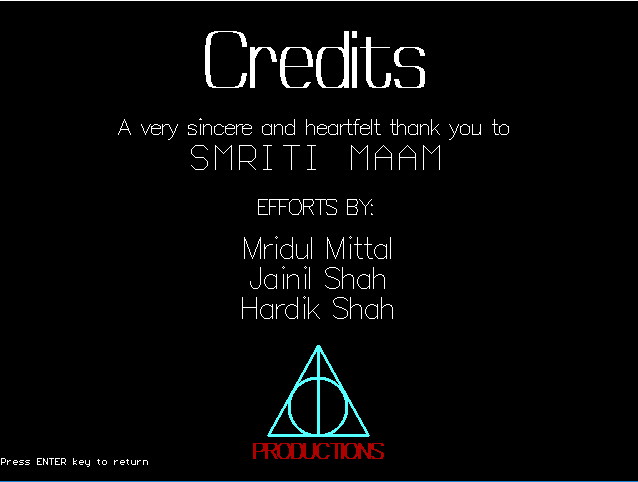 Credits
A very sincere and heartfelt thank you to
SMRITI MAAM
EFFORTS BY:
Mridul Mittal
Jainil Shah
Hardik Shah
PRODUCTIONS
Press ENTER key to return